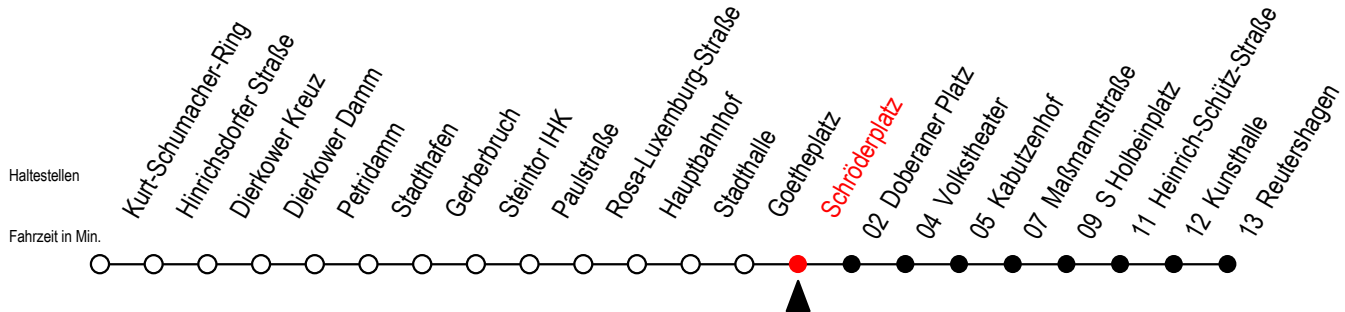 Haltestellen
Fahrzeit in Min.
Kurt-Schumacher-Ring
Hinrichsdorfer Straße
Dierkower Kreuz
Dierkower Damm
Petridamm
Stadthafen
Gerberbruch
Steintor IHK
Paulstraße
Rosa-Luxemburg-Straße
Hauptbahnhof
Stadthalle
Goetheplatz
Schröderplatz
02 Doberaner Platz
04 Volkstheater
05 Kabutzenhof
07 Maßmannstraße
09 S Holbeinplatz
11 Heinrich-Schütz-Straße
12 Kunsthalle
13 Reutershagen